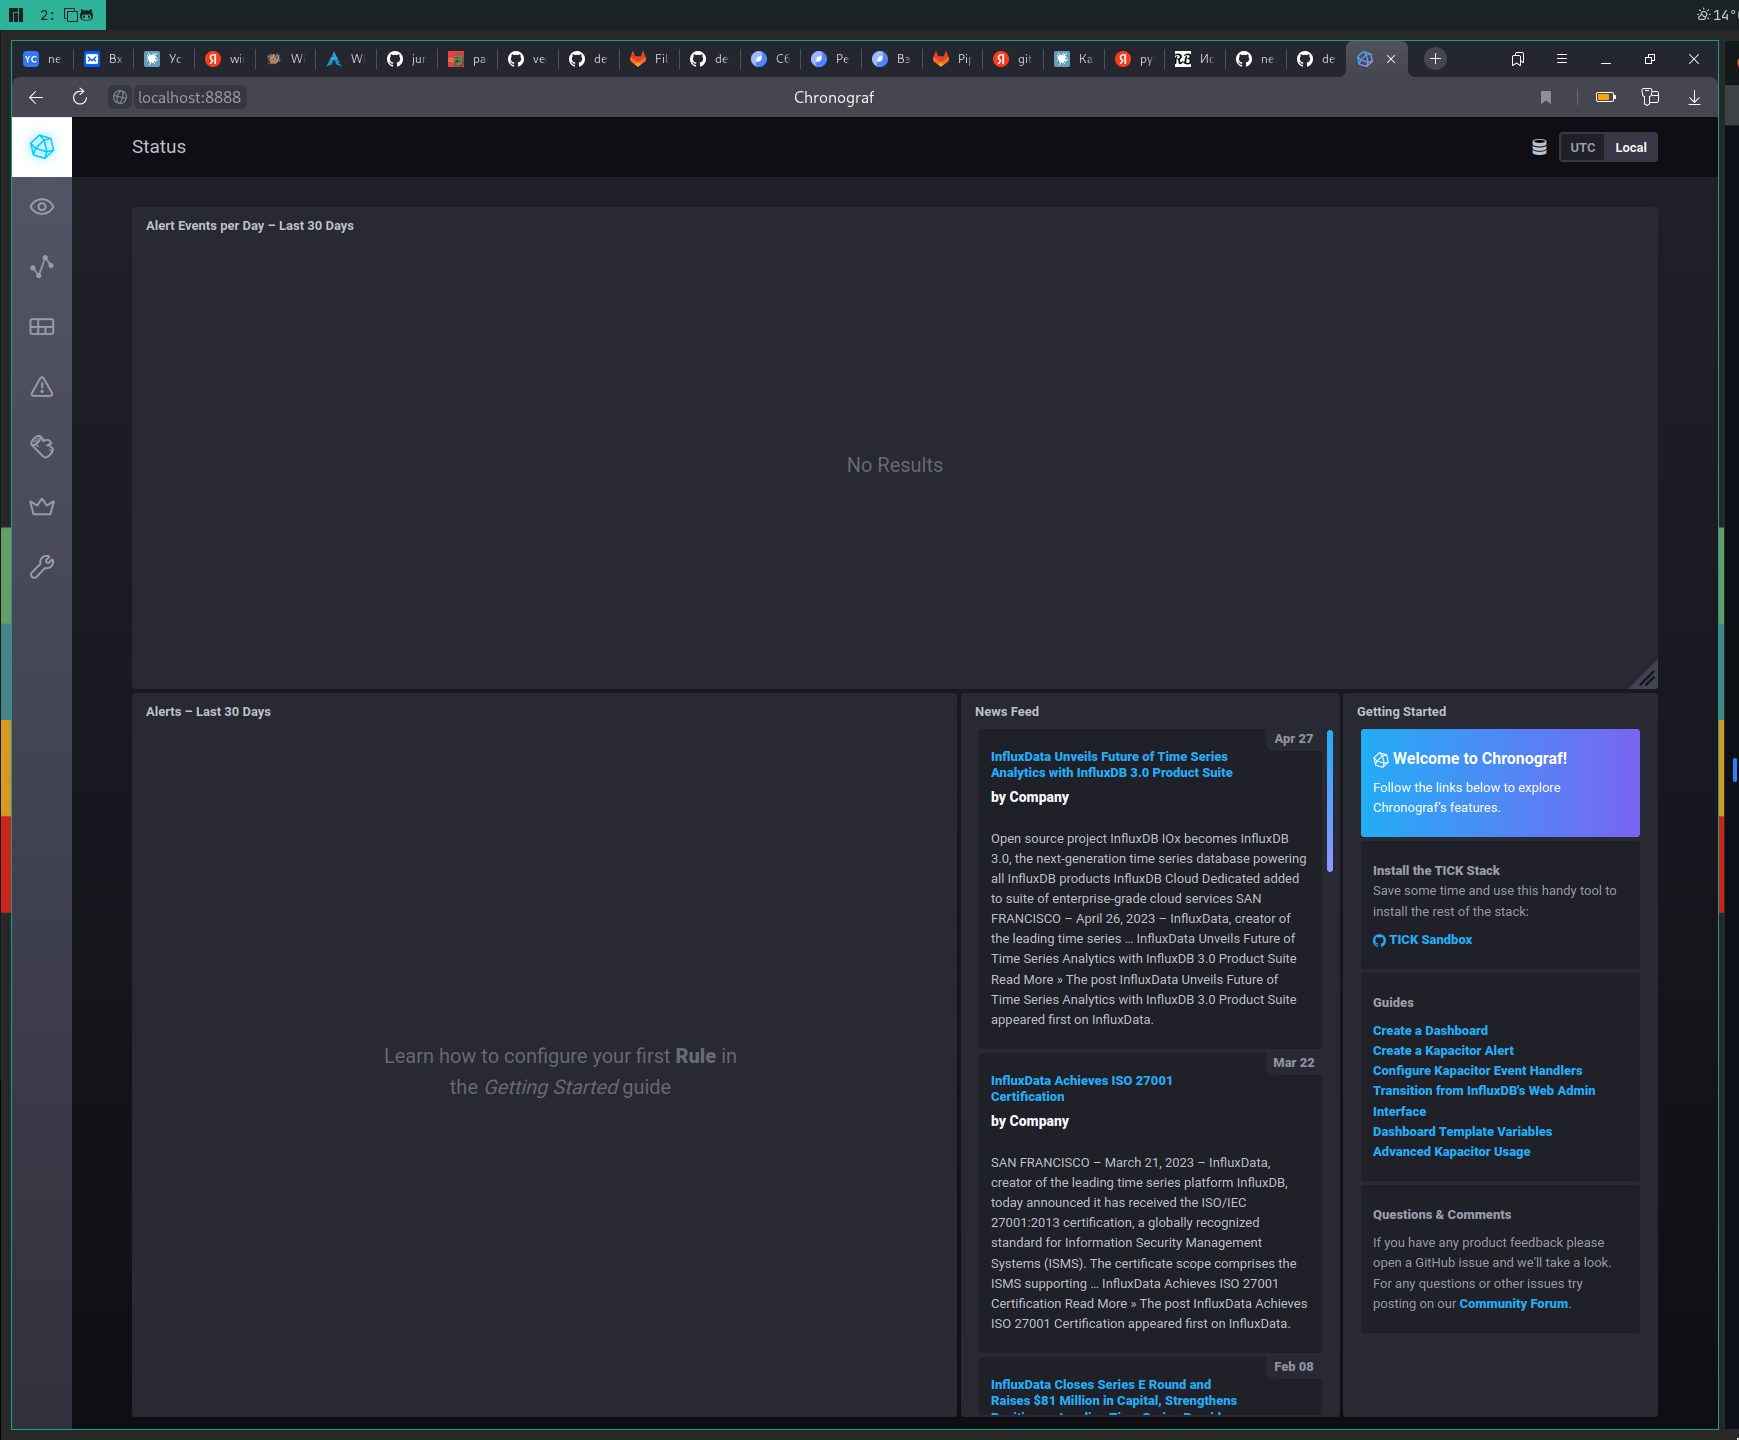 2:
14°
YC ne
Вх
Ус
Я wi
Wi
Wi
jur
pa
ve
de
Fil
de
Сб
Ре
Вз
Pip
Я git
Ка
Я ру
RB Ис
ne
de
localhost:8888
Chronograf
Status
UTC Local
Alert Events per Day – Last 30 Days
No Results
Alerts – Last 30 Days
Learn how to configure your first Rule in
the Getting Started guide
News Feed
Apr 27
InfluxData Unveils Future of Time Series
Analytics with InfluxDB 3.0 Product Suite
by Company
Open source project InfluxDB IOx becomes InfluxDB
3.0, the next-generation time series database powering
all InfluxDB products InfluxDB Cloud Dedicated added
to suite of enterprise-grade cloud services SAN
FRANCISCO – April 26, 2023 – InfluxData, creator of
the leading time series ... InfluxData Unveils Future of
Time Series Analytics with InfluxDB 3.0 Product Suite
Read More » The post InfluxData Unveils Future of
Time Series Analytics with InfluxDB 3.0 Product Suite
appeared first on InfluxData.
Mar 22
InfluxData Achieves ISO 27001
Certification
by Company
SAN FRANCISCO – March 21, 2023 – InfluxData,
creator of the leading time series platform InfluxDB,
today announced it has received the ISO/IEC
27001:2013 certification, a globally recognized
standard for Information Security Management
Systems (ISMS). The certificate scope comprises the
ISMS supporting ... InfluxData Achieves ISO 27001
Certification Read More » The post InfluxData Achieves
ISO 27001 Certification appeared first on InfluxData.
Feb 08
InfluxData Closes Series E Round and
Raises $81 Million in Capital, Strengthens
Getting Started
Welcome to Chronograf!
Follow the links below to explore
Chronograf's features.
Install the TICK Stack
Save some time and use this handy tool to
install the rest of the stack:
TICK Sandbox
Guides
Create a Dashboard
Create a Kapacitor Alert
Configure Kapacitor Event Handlers
Transition from InfluxDB's Web Admin
Interface
Dashboard Template Variables
Advanced Kapacitor Usage
Questions & Comments
If you have any product feedback please
open a GitHub issue and we'll take a look.
For any questions or other issues try
posting on our Community Forum.